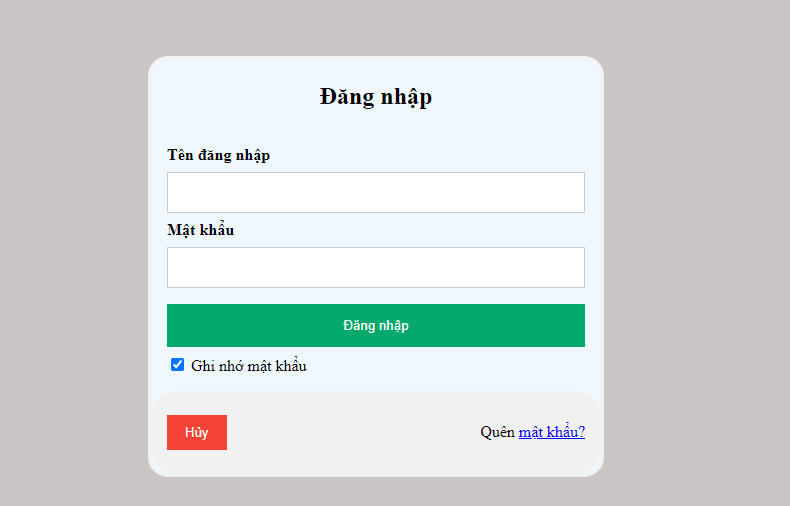 Đăng nhập
Tên đăng nhập
Mật khẩu
Đăng nhập
Ghi nhớ mật khẩu
Hủy
Quên mật khẩu?